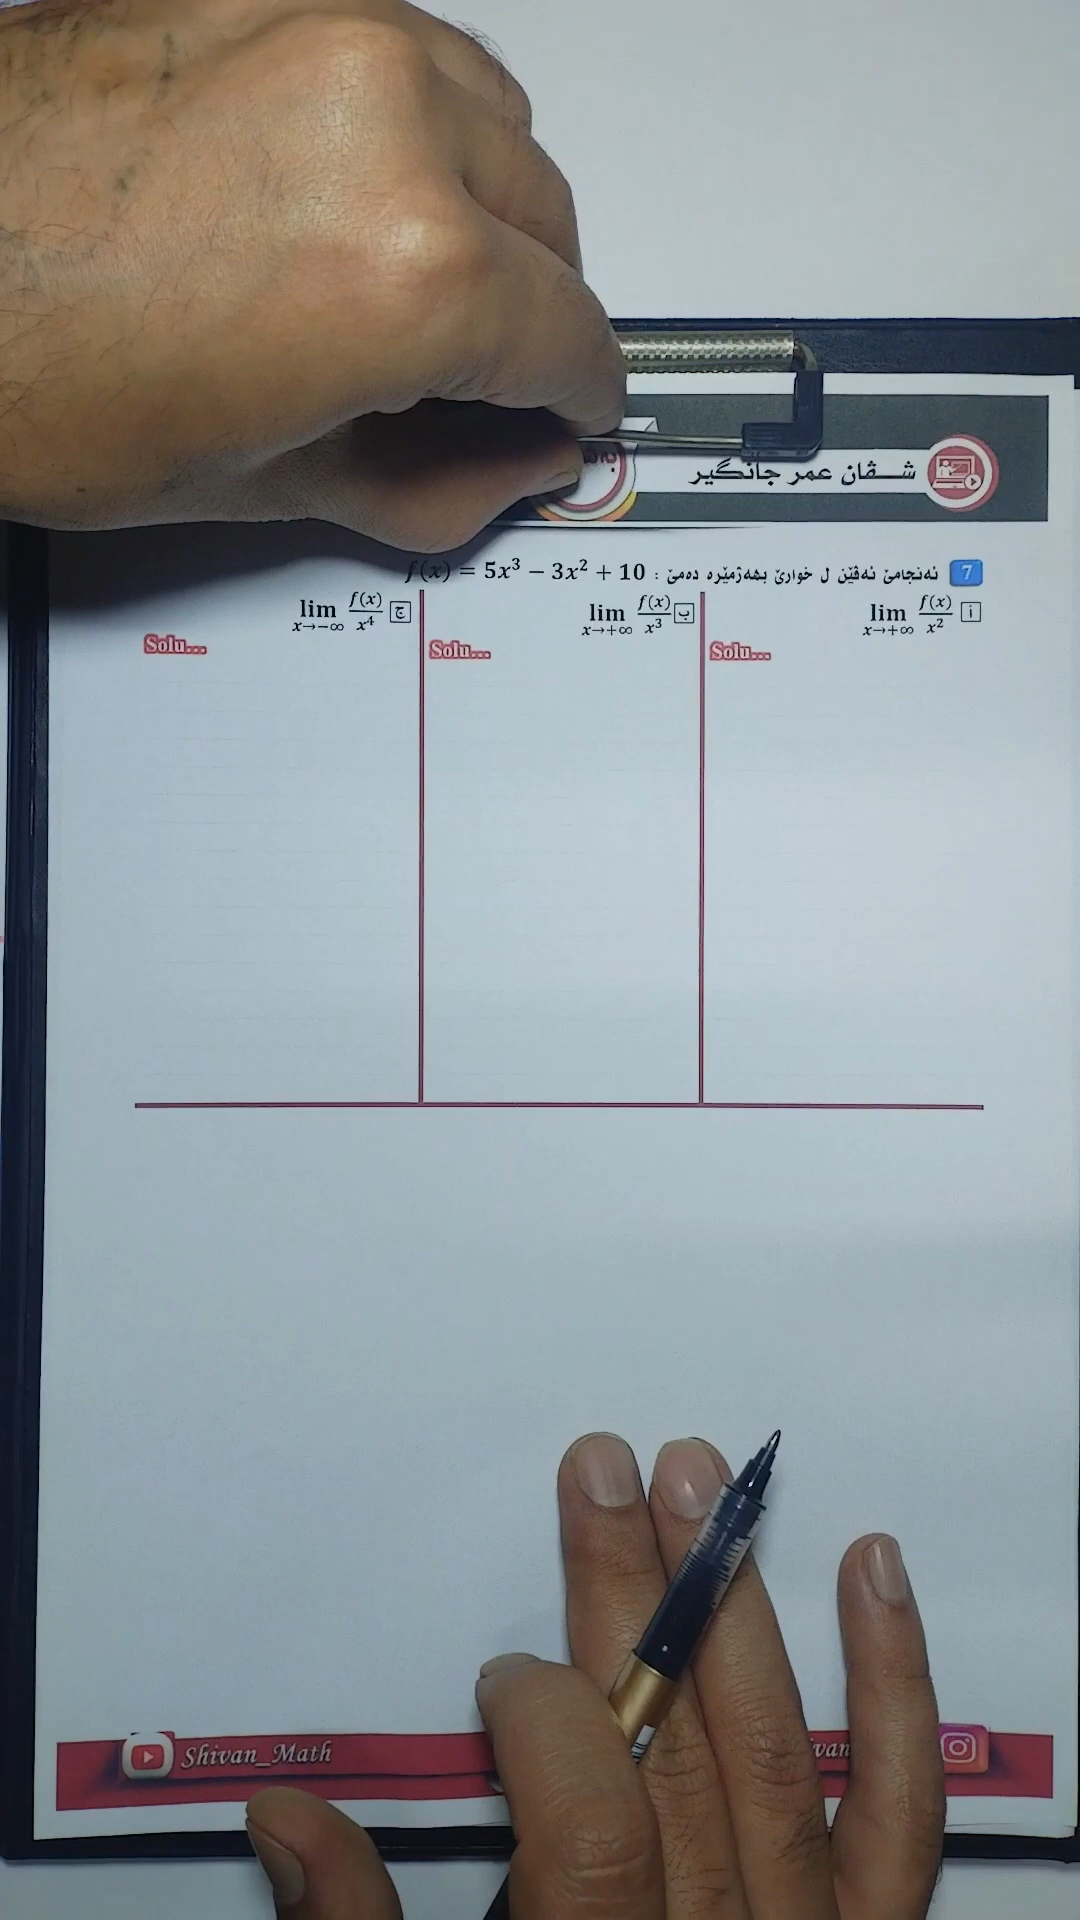 شـڤان عمر جانگیر
7 ئەنجامێ ئەڤێن ل خوارێ بهەژمێرە دەمێ : f(x) = 5x³ − 3x² + 10
أ lim x→+∞ f(x)/x²
Solu...
ب lim x→+∞ f(x)/x³
Solu...
ج lim x→−∞ f(x)/x⁴
Solu...
Shivan_Math